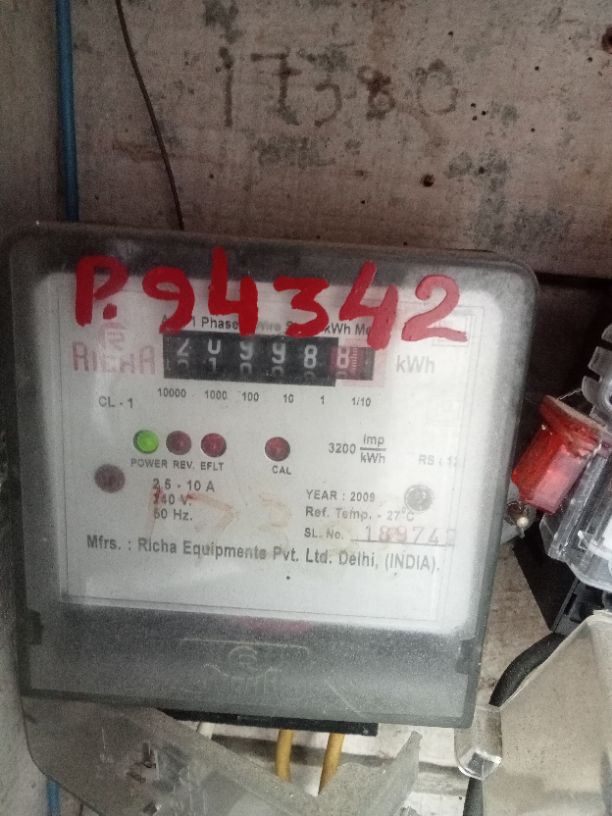 17380
P.94342
1 Phase
kWh
RICHA
kWh
10000 1000 100 10 1 1/10
CL - 1
3200 imp/kWh
POWER REV. EFLT
CAL
2.5 - 10 A
240 V.
50 Hz.
YEAR : 2009
Ref. Temp. - 27°C
SL. No.
Mfrs. : Richa Equipments Pvt. Ltd. Delhi, (INDIA).